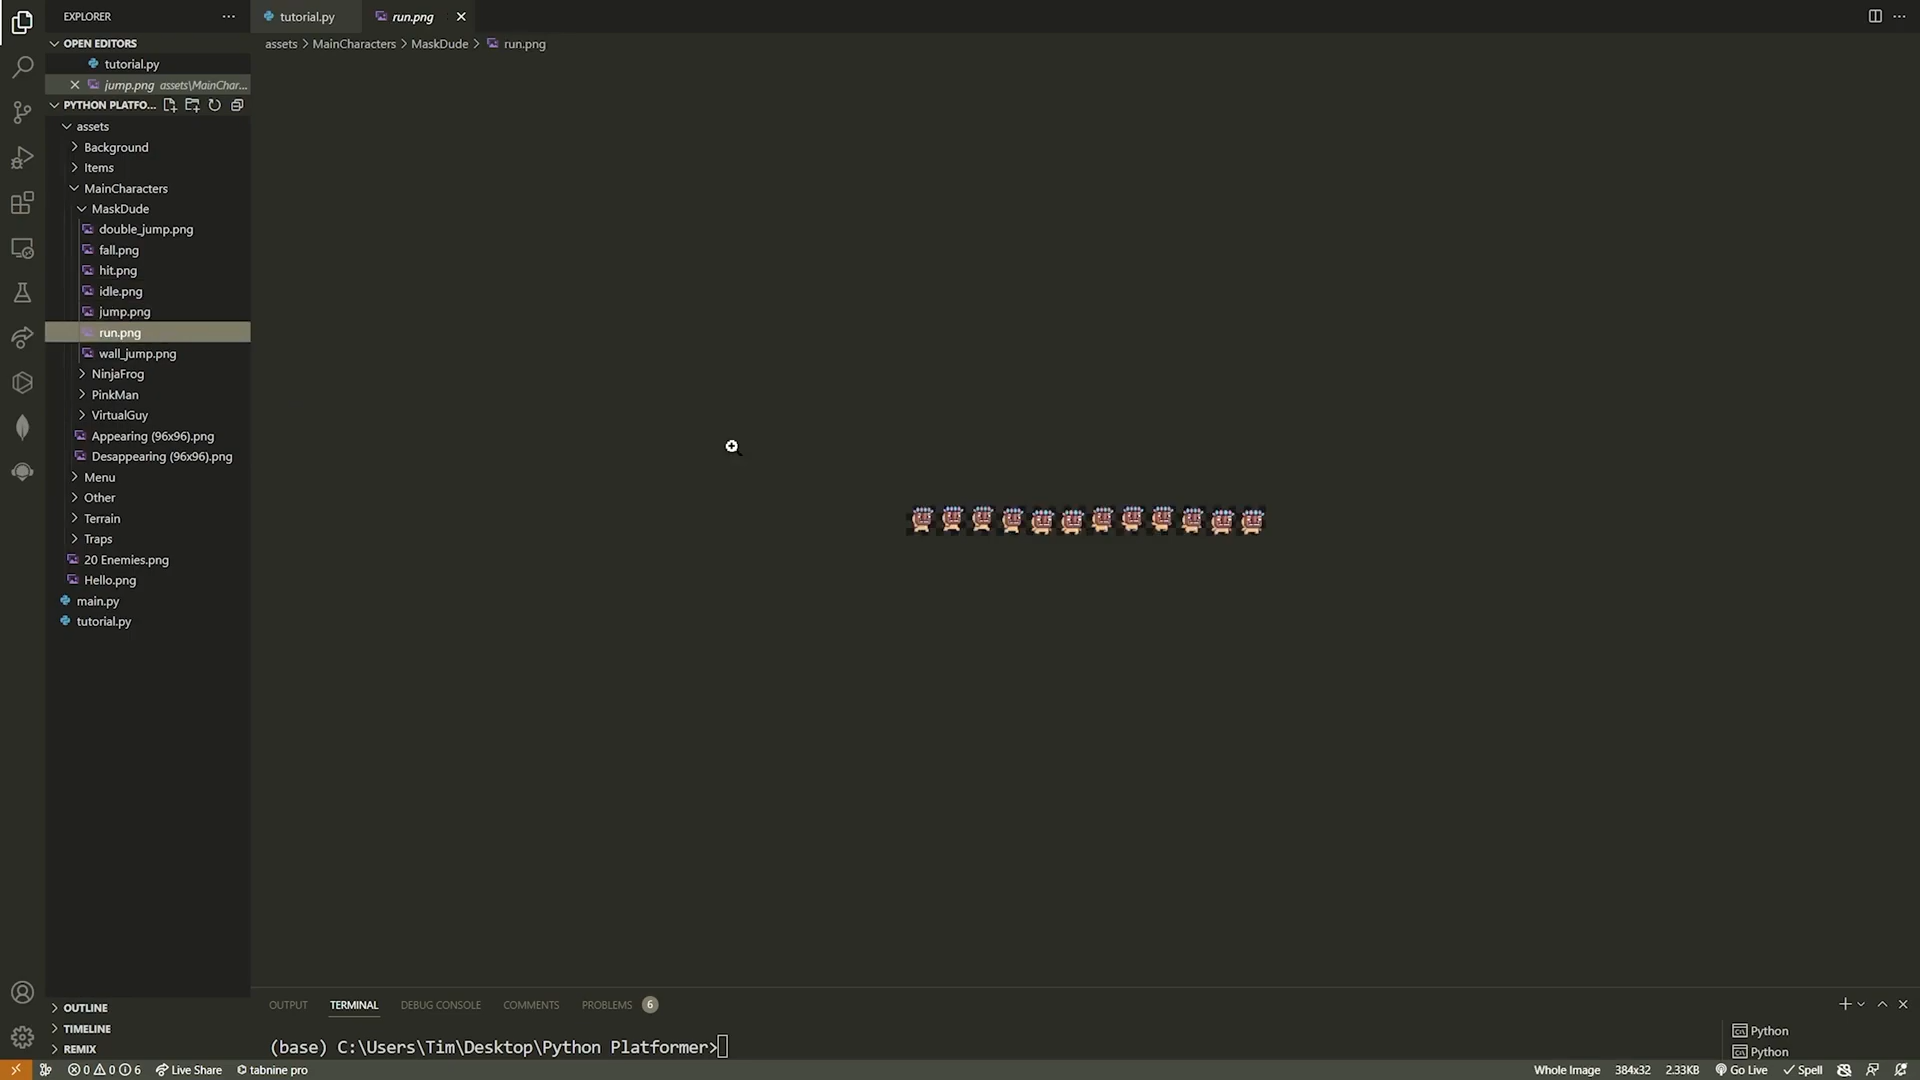 EXPLORER
tutorial.py
run.png
OPEN EDITORS
assets MainCharacters MaskDude run.png
tutorial.py
jump.png assets\MainChar...
PYTHON PLATFO...
assets
Background
Items
MainCharacters
MaskDude
double_jump.png
fall.png
hit.png
idle.png
jump.png
run.png
wall_jump.png
NinjaFrog
PinkMan
VirtualGuy
Appearing (96x96).png
Desappearing (96x96).png
Menu
Other
Terrain
Traps
20 Enemies.png
Hello.png
main.py
tutorial.py
OUTLINE
TIMELINE
REMIX
OUTPUT TERMINAL DEBUG CONSOLE COMMENTS PROBLEMS 6
(base) C:\Users\Tim\Desktop\Python Platformer>
Python
Python
0 0 6 Live Share tabnine pro Whole Image 384x32 2.33KB Go Live Spell